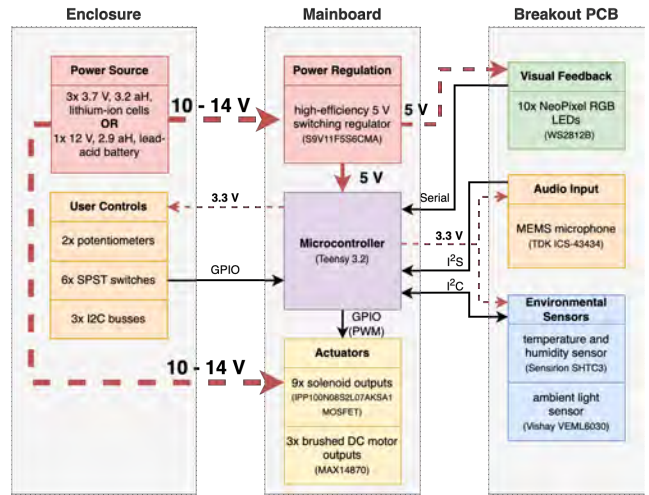 Enclosure
Mainboard
Breakout PCB
Power Source
3x 3.7 V, 3.2 aH,
lithium-ion cells
OR
1x 12 V, 2.9 aH, lead-
acid battery
10 - 14 V
Power Regulation
high-efficiency 5 V
switching regulator
(S9V11F5S6CMA)
5 V
Visual Feedback
10x NeoPixel RGB
LEDs
(WS2812B)
5 V
User Controls
2x potentiometers
6x SPST switches
3x I2C busses
3.3 V
GPIO
Microcontroller
(Teensy 3.2)
Serial
3.3 V
I2S
I2C
Audio Input
MEMS microphone
(TDK ICS-43434)
Environmental
Sensors
temperature and
humidity sensor
(Sensirion SHTC3)
ambient light
sensor
(Vishay VEML6030)
GPIO
(PWM)
10 - 14 V
Actuators
9x solenoid outputs
(IPP100N08S2L07AKSA1
MOSFET)
3x brushed DC motor
outputs
(MAX14870)